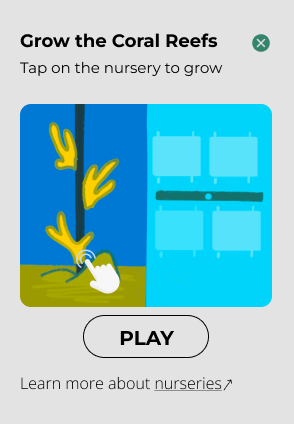 Grow the Coral Reefs
Tap on the nursery to grow
PLAY
Learn more about nurseries↗